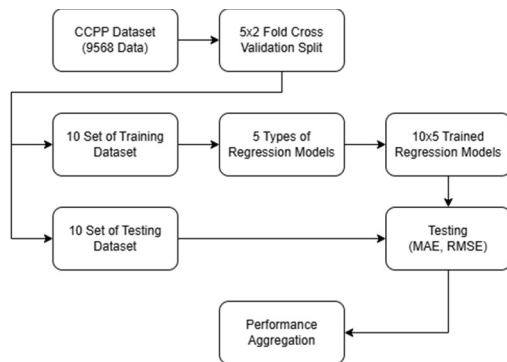 CCPP Dataset
(9568 Data)
5x2 Fold Cross
Validation Split
10 Set of Training
Dataset
5 Types of
Regression Models
10x5 Trained
Regression Models
10 Set of Testing
Dataset
Testing
(MAE, RMSE)
Performance
Aggregation